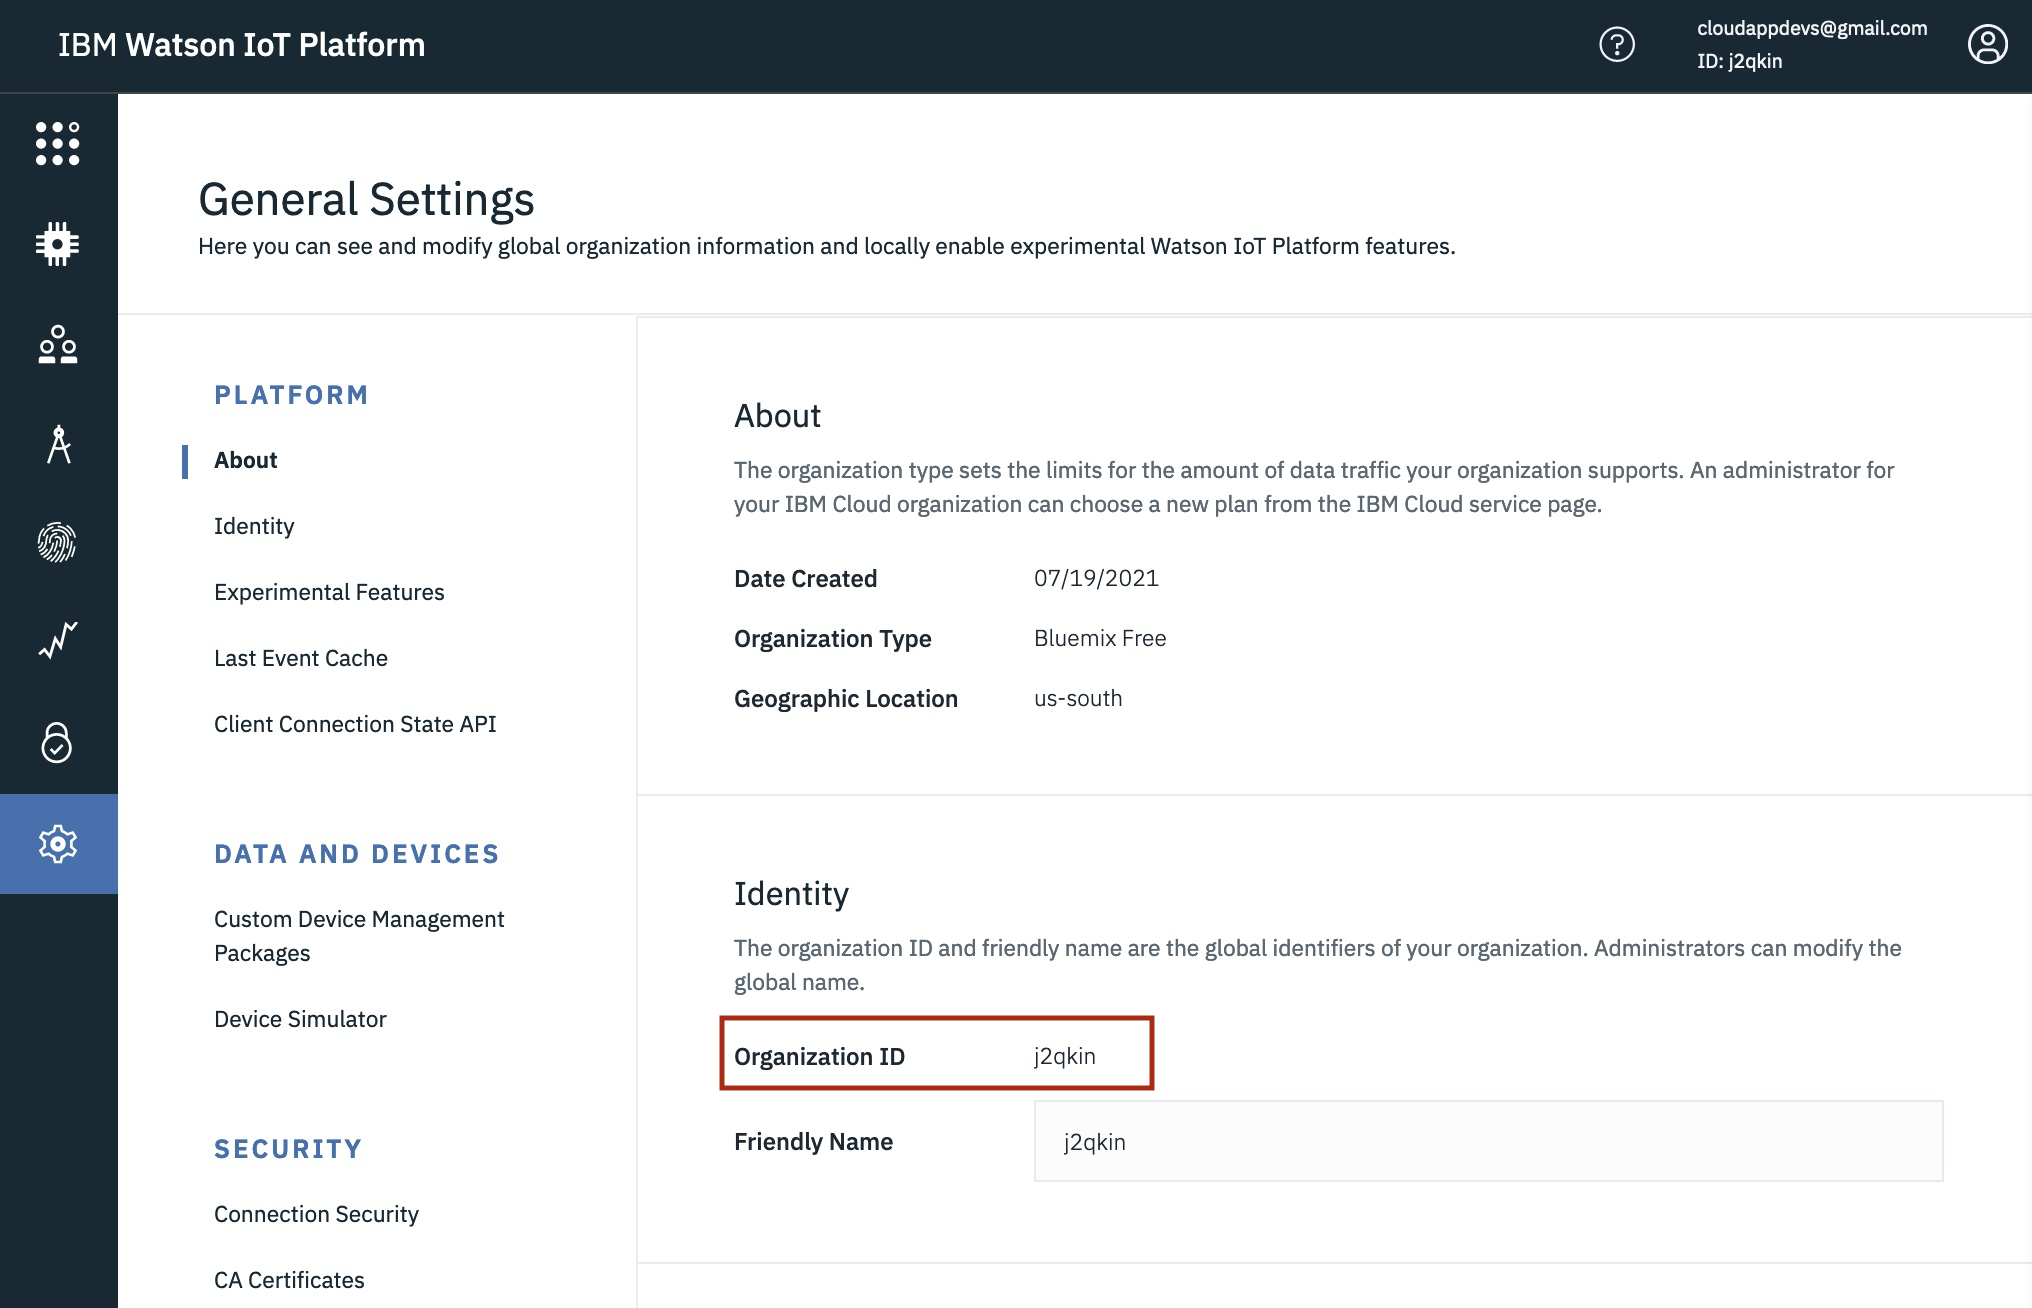 IBM Watson IoT Platform
cloudappdevs@gmail.com
ID: j2qkin
General Settings
Here you can see and modify global organization information and locally enable experimental Watson IoT Platform features.
PLATFORM
About
Identity
Experimental Features
Last Event Cache
Client Connection State API
DATA AND DEVICES
Custom Device Management
Packages
Device Simulator
SECURITY
Connection Security
CA Certificates
About
The organization type sets the limits for the amount of data traffic your organization supports. An administrator for
your IBM Cloud organization can choose a new plan from the IBM Cloud service page.
Date Created 07/19/2021
Organization Type Bluemix Free
Geographic Location us-south
Identity
The organization ID and friendly name are the global identifiers of your organization. Administrators can modify the
global name.
Organization ID j2qkin
Friendly Name j2qkin